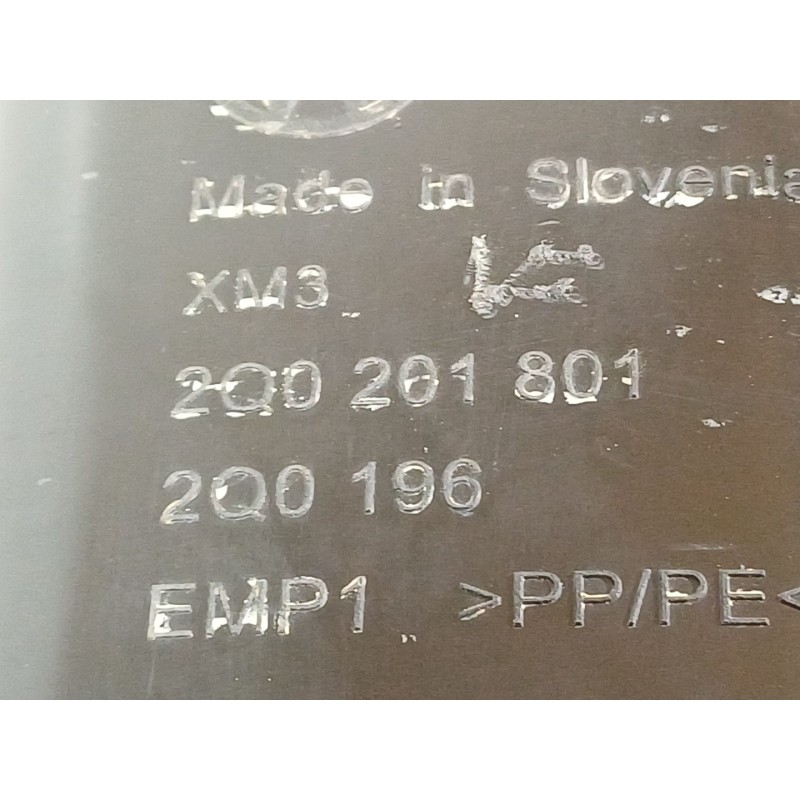 Made in Slovenia
XM3
2Q0 201 801
2Q0 196
EMP1 >PP/PE<